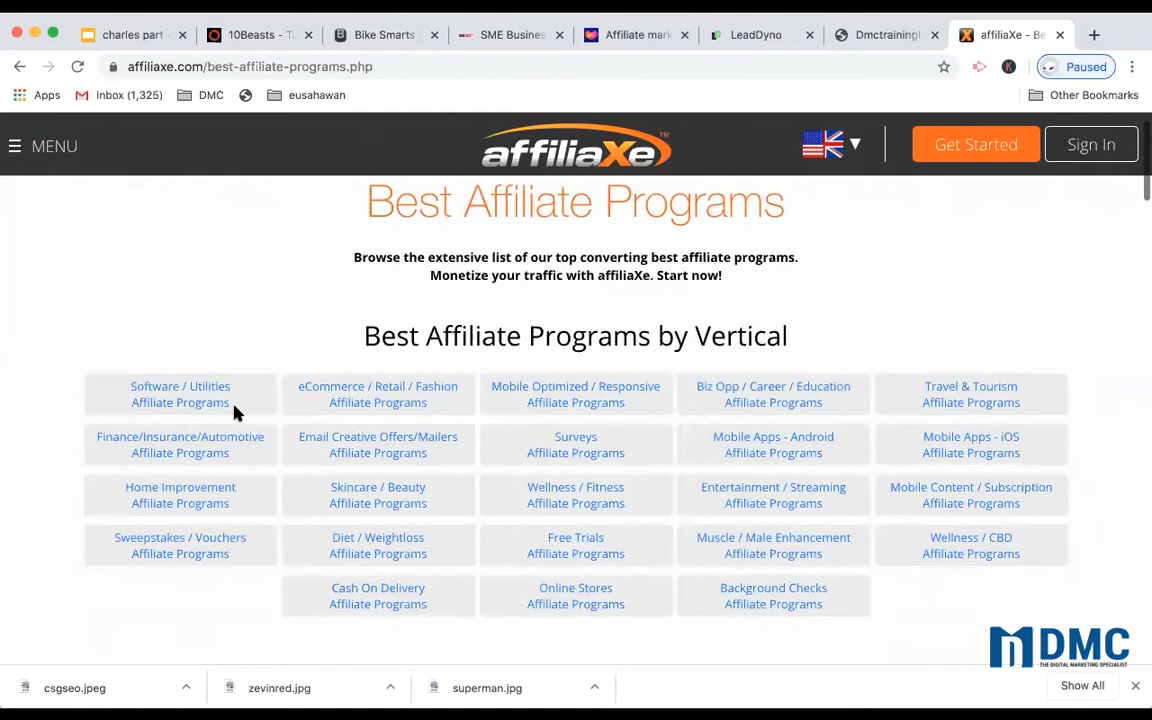 charles part -
10Beasts - T
Bike Smarts
SME Busines
Affiliate mark
LeadDyno
Dmctraining
affiliaXe - Be
affiliaxe.com/best-affiliate-programs.php
Paused
Apps
Inbox (1,325)
DMC
eusahawan
Other Bookmarks
MENU
affiliaXe™
Get Started
Sign In
Best Affiliate Programs
Browse the extensive list of our top converting best affiliate programs.
Monetize your traffic with affiliaXe. Start now!
Best Affiliate Programs by Vertical
Software / Utilities
Affiliate Programs
eCommerce / Retail / Fashion
Affiliate Programs
Mobile Optimized / Responsive
Affiliate Programs
Biz Opp / Career / Education
Affiliate Programs
Travel & Tourism
Affiliate Programs
Finance/Insurance/Automotive
Affiliate Programs
Email Creative Offers/Mailers
Affiliate Programs
Surveys
Affiliate Programs
Mobile Apps - Android
Affiliate Programs
Mobile Apps - iOS
Affiliate Programs
Home Improvement
Affiliate Programs
Skincare / Beauty
Affiliate Programs
Wellness / Fitness
Affiliate Programs
Entertainment / Streaming
Affiliate Programs
Mobile Content / Subscription
Affiliate Programs
Sweepstakes / Vouchers
Affiliate Programs
Diet / Weightloss
Affiliate Programs
Free Trials
Affiliate Programs
Muscle / Male Enhancement
Affiliate Programs
Wellness / CBD
Affiliate Programs
Cash On Delivery
Affiliate Programs
Online Stores
Affiliate Programs
Background Checks
Affiliate Programs
DMC
THE DIGITAL MARKETING SPECIALIST
csgseo.jpeg
zevinred.jpg
superman.jpg
Show All